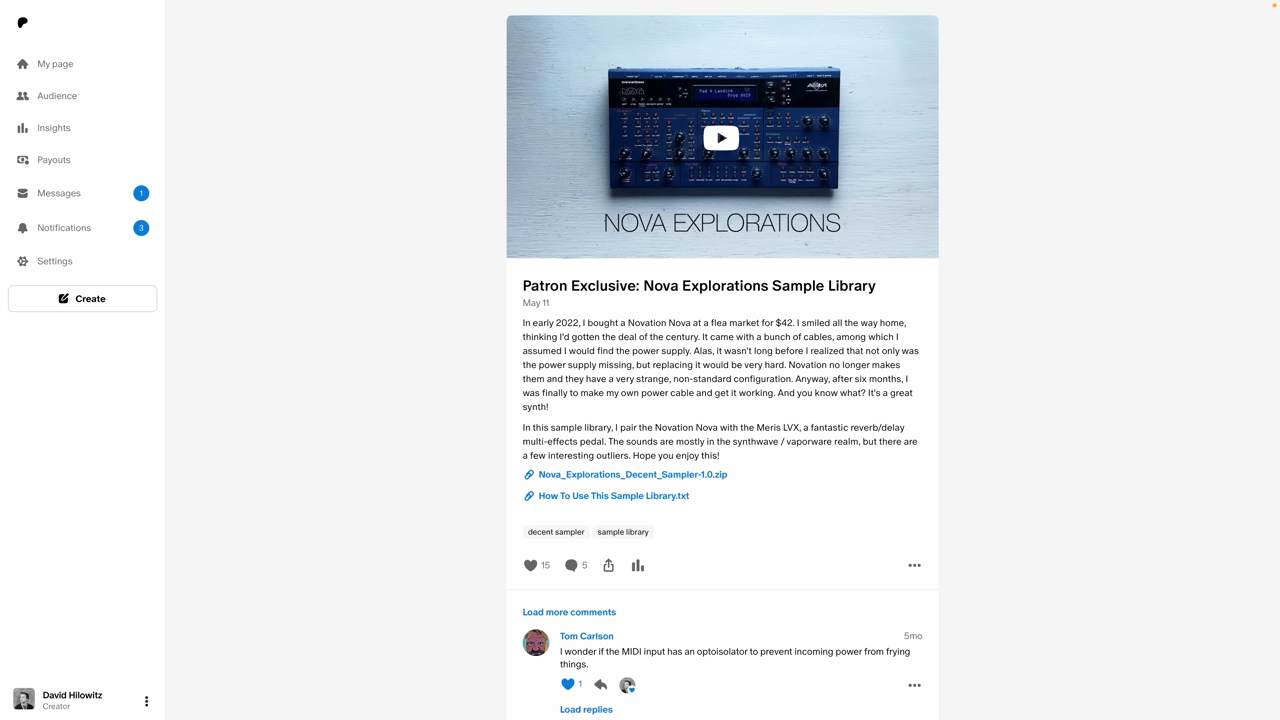 My page
Audience
Insights
Payouts
Messages
1
Notifications
3
Settings
Create
NOVA
NOVA EXPLORATIONS
Patron Exclusive: Nova Explorations Sample Library
May 11
In early 2022, I bought a Novation Nova at a flea market for $42. I smiled all the way home,
thinking I'd gotten the deal of the century. It came with a bunch of cables, among which I
assumed I would find the power supply. Alas, it wasn't long before I realized that not only was
the power supply missing, but replacing it would be very hard. Novation no longer makes
them and they have a very strange, non-standard configuration. Anyway, after six months, I
was finally to make my own power cable and get it working. And you know what? It's a great
synth!
In this sample library, I pair the Novation Nova with the Meris LVX, a fantastic reverb/delay
multi-effects pedal. The sounds are mostly in the synthwave / vaporware realm, but there are
a few interesting outliers. Hope you enjoy this!
Nova_Explorations_Decent_Sampler-1.0.zip
How To Use This Sample Library.txt
decent sampler
sample library
15
5
Load more comments
Tom Carlson
5mo
I wonder if the MIDI input has an optoisolator to prevent incoming power from frying
things.
1
Load replies
David Hilowitz
Creator